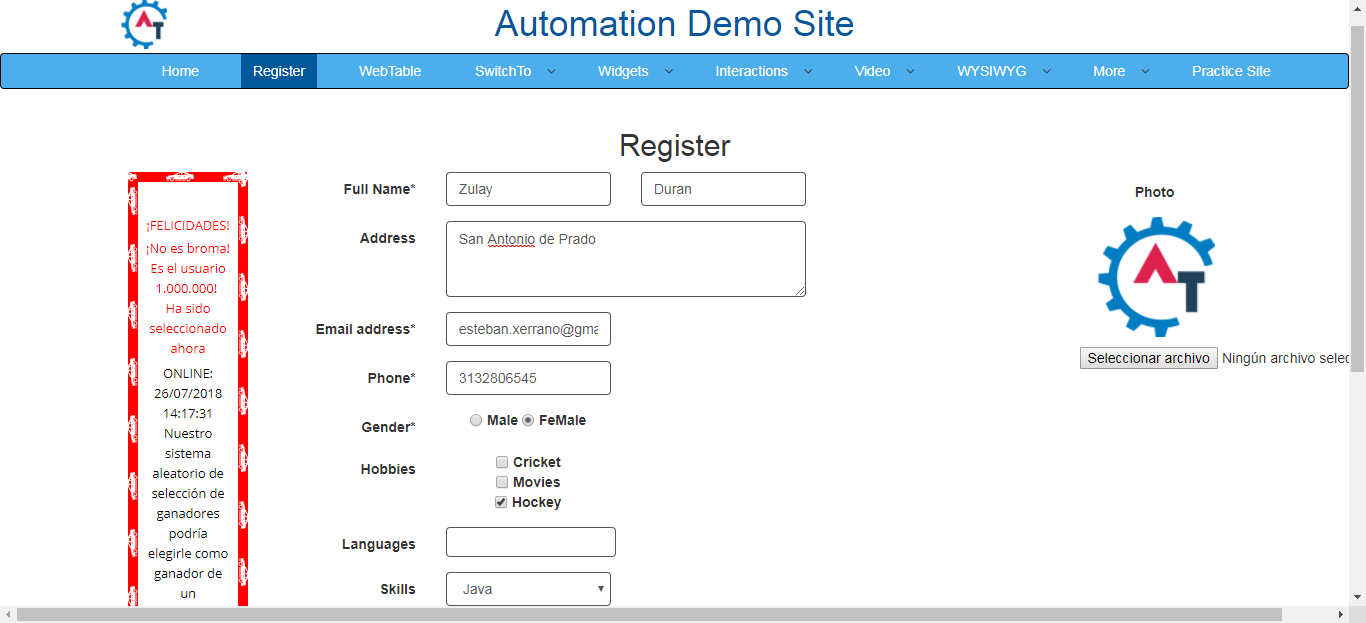 Automation Demo Site
Home Register WebTable SwitchTo Widgets Interactions Video WYSIWYG More Practice Site
Register
¡FELICIDADES!
¡No es broma!
Es el usuario
1.000.000!
Ha sido
seleccionado
ahora
ONLINE:
26/07/2018
14:17:31
Nuestro
sistema
aleatorio de
selección de
ganadores
podría
elegirle como
ganador de
un
Full Name* Zulay Duran
Address San Antonio de Prado
Email address* esteban.xerrano@gma
Phone* 3132806545
Gender* Male FeMale
Hobbies Cricket
Movies
Hockey
Languages
Skills Java
Photo
AT
Seleccionar archivo Ningún archivo selec